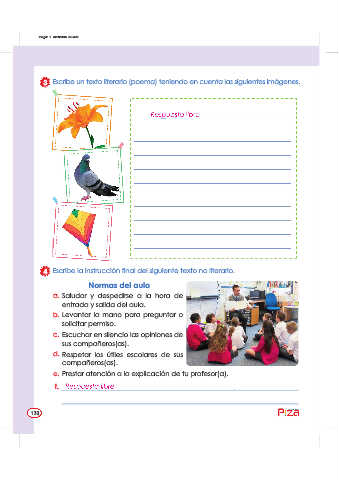 3 Escribe un texto literario (poema) teniendo en cuenta las siguientes imágenes.
Respuesta libre
4 Escribe la instrucción final del siguiente texto no literario.
Normas del aula
a. Saludar y despedirse a la hora de
entrada y salida del aula.
b. Levantar la mano para preguntar o
solicitar permiso.
c. Escuchar en silencio las opiniones de
sus compañeros(as).
d. Respetar los útiles escolares de sus
compañeros(as).
e. Prestar atención a la explicación de tu profesor(a).
f. Respuesta libre